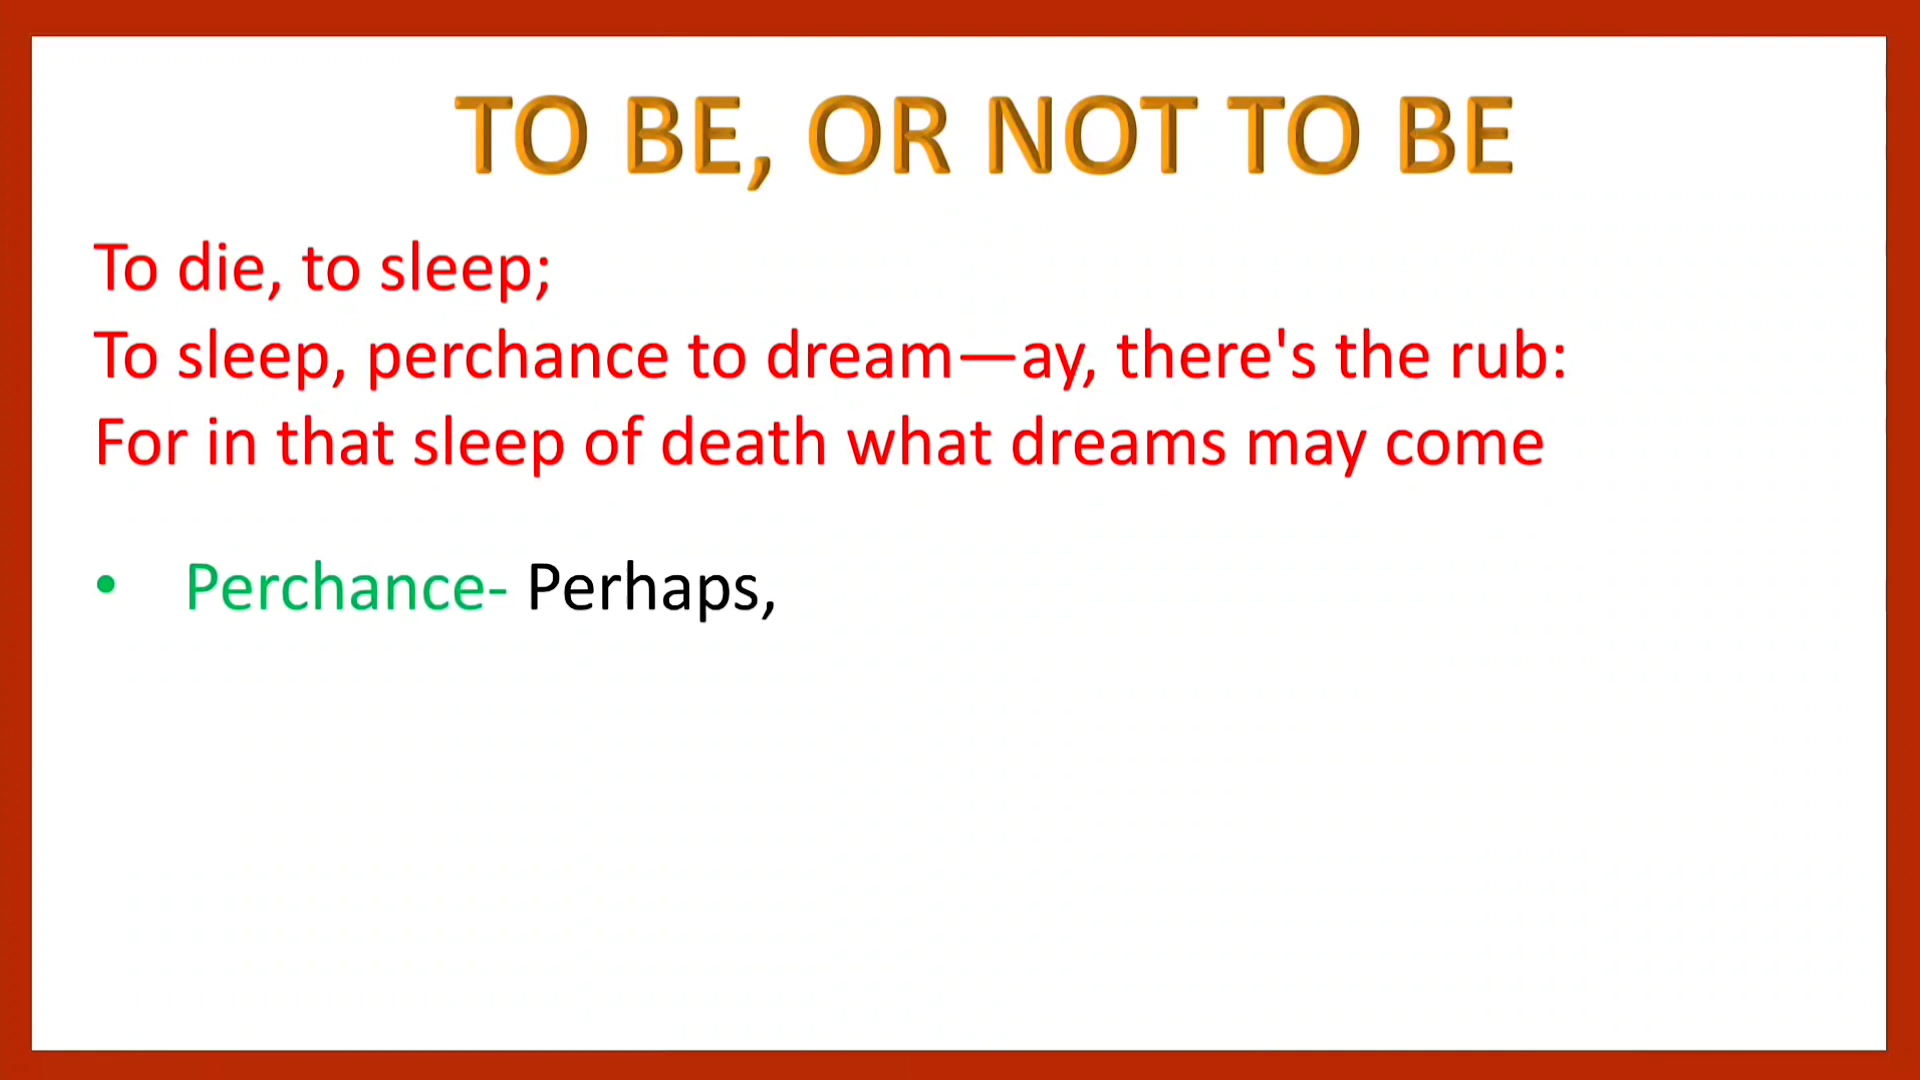 TO BE, OR NOT TO BE
To die, to sleep;
To sleep, perchance to dream—ay, there's the rub:
For in that sleep of death what dreams may come
• Perchance- Perhaps,